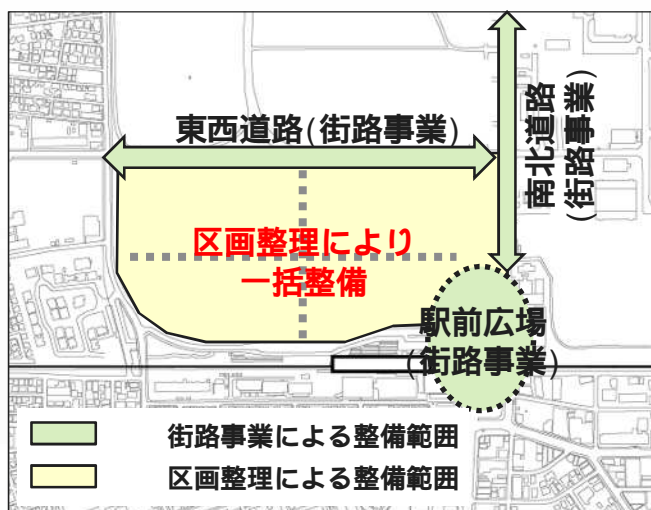 東西道路(街路事業)
南北道路
(街路事業)
区画整理により
一括整備
駅前広場
(街路事業)
街路事業による整備範囲
区画整理による整備範囲